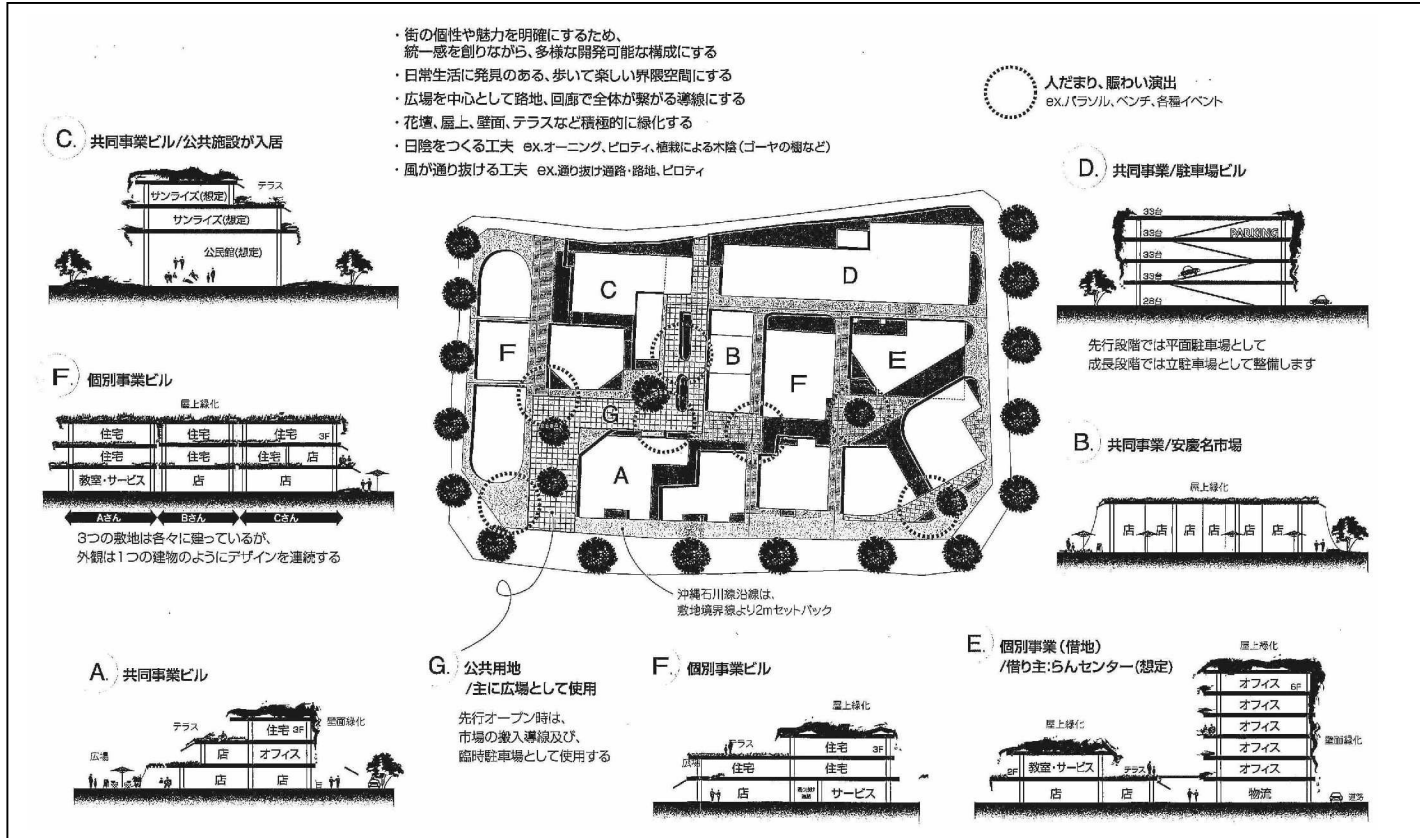 ・街の個性や魅力を明確にするため、
統一感を創りながら、多様な開発可能な構成にする
・日常生活に発見のある、歩いて楽しい界隈空間にする
・広場を中心として路地、回廊で全体が繋がる導線にする
・花壇、屋上、壁面、テラスなど積極的に緑化する
・日陰をつくる工夫 ex.オーニング、ピロティ、植栽による木陰(ゴーヤの棚など)
・風が通り抜ける工夫 ex.通り抜け通路・路地、ピロティ
人だまり、賑わい演出
ex.パラソル、ベンチ、各種イベント
C. 共同事業ビル/公共施設が入居
テラス
サンライズ(想定)
サンライズ(想定)
公民館(想定)
D. 共同事業/駐車場ビル
33台
33台 PARKING
33台
33台
28台
先行段階では平面駐車場として
成長段階では立駐車場として整備します
C
D
F
B
F
E
G
A
F. 個別事業ビル
屋上緑化
住宅 住宅 住宅 3F
住宅 住宅 住宅 店
教室・サービス 店 店
Aさん Bさん Cさん
3つの敷地は各々に建っているが、
外観は1つの建物のようにデザインを連続する
B. 共同事業/安慶名市場
屋上緑化
店 店 店 店 店 店
沖縄石川線沿線は、
敷地境界線より2mセットバック
A. 共同事業ビル
テラス
住宅 3F
壁面緑化
広場
店 オフィス
店 店
G. 公共用地
/主に広場として使用
先行オープン時は、
市場の搬入導線及び、
臨時駐車場として使用する
F. 個別事業ビル
屋上緑化
テラス
住宅 3F
広場
住宅 住宅
店 サービス
E. 個別事業(借地)
/借り主:らんセンター(想定)
屋上緑化
オフィス 6F
オフィス
オフィス
オフィス
オフィス
物流
壁面緑化
道路
屋上緑化
2F 教室・サービス テラス
店 店